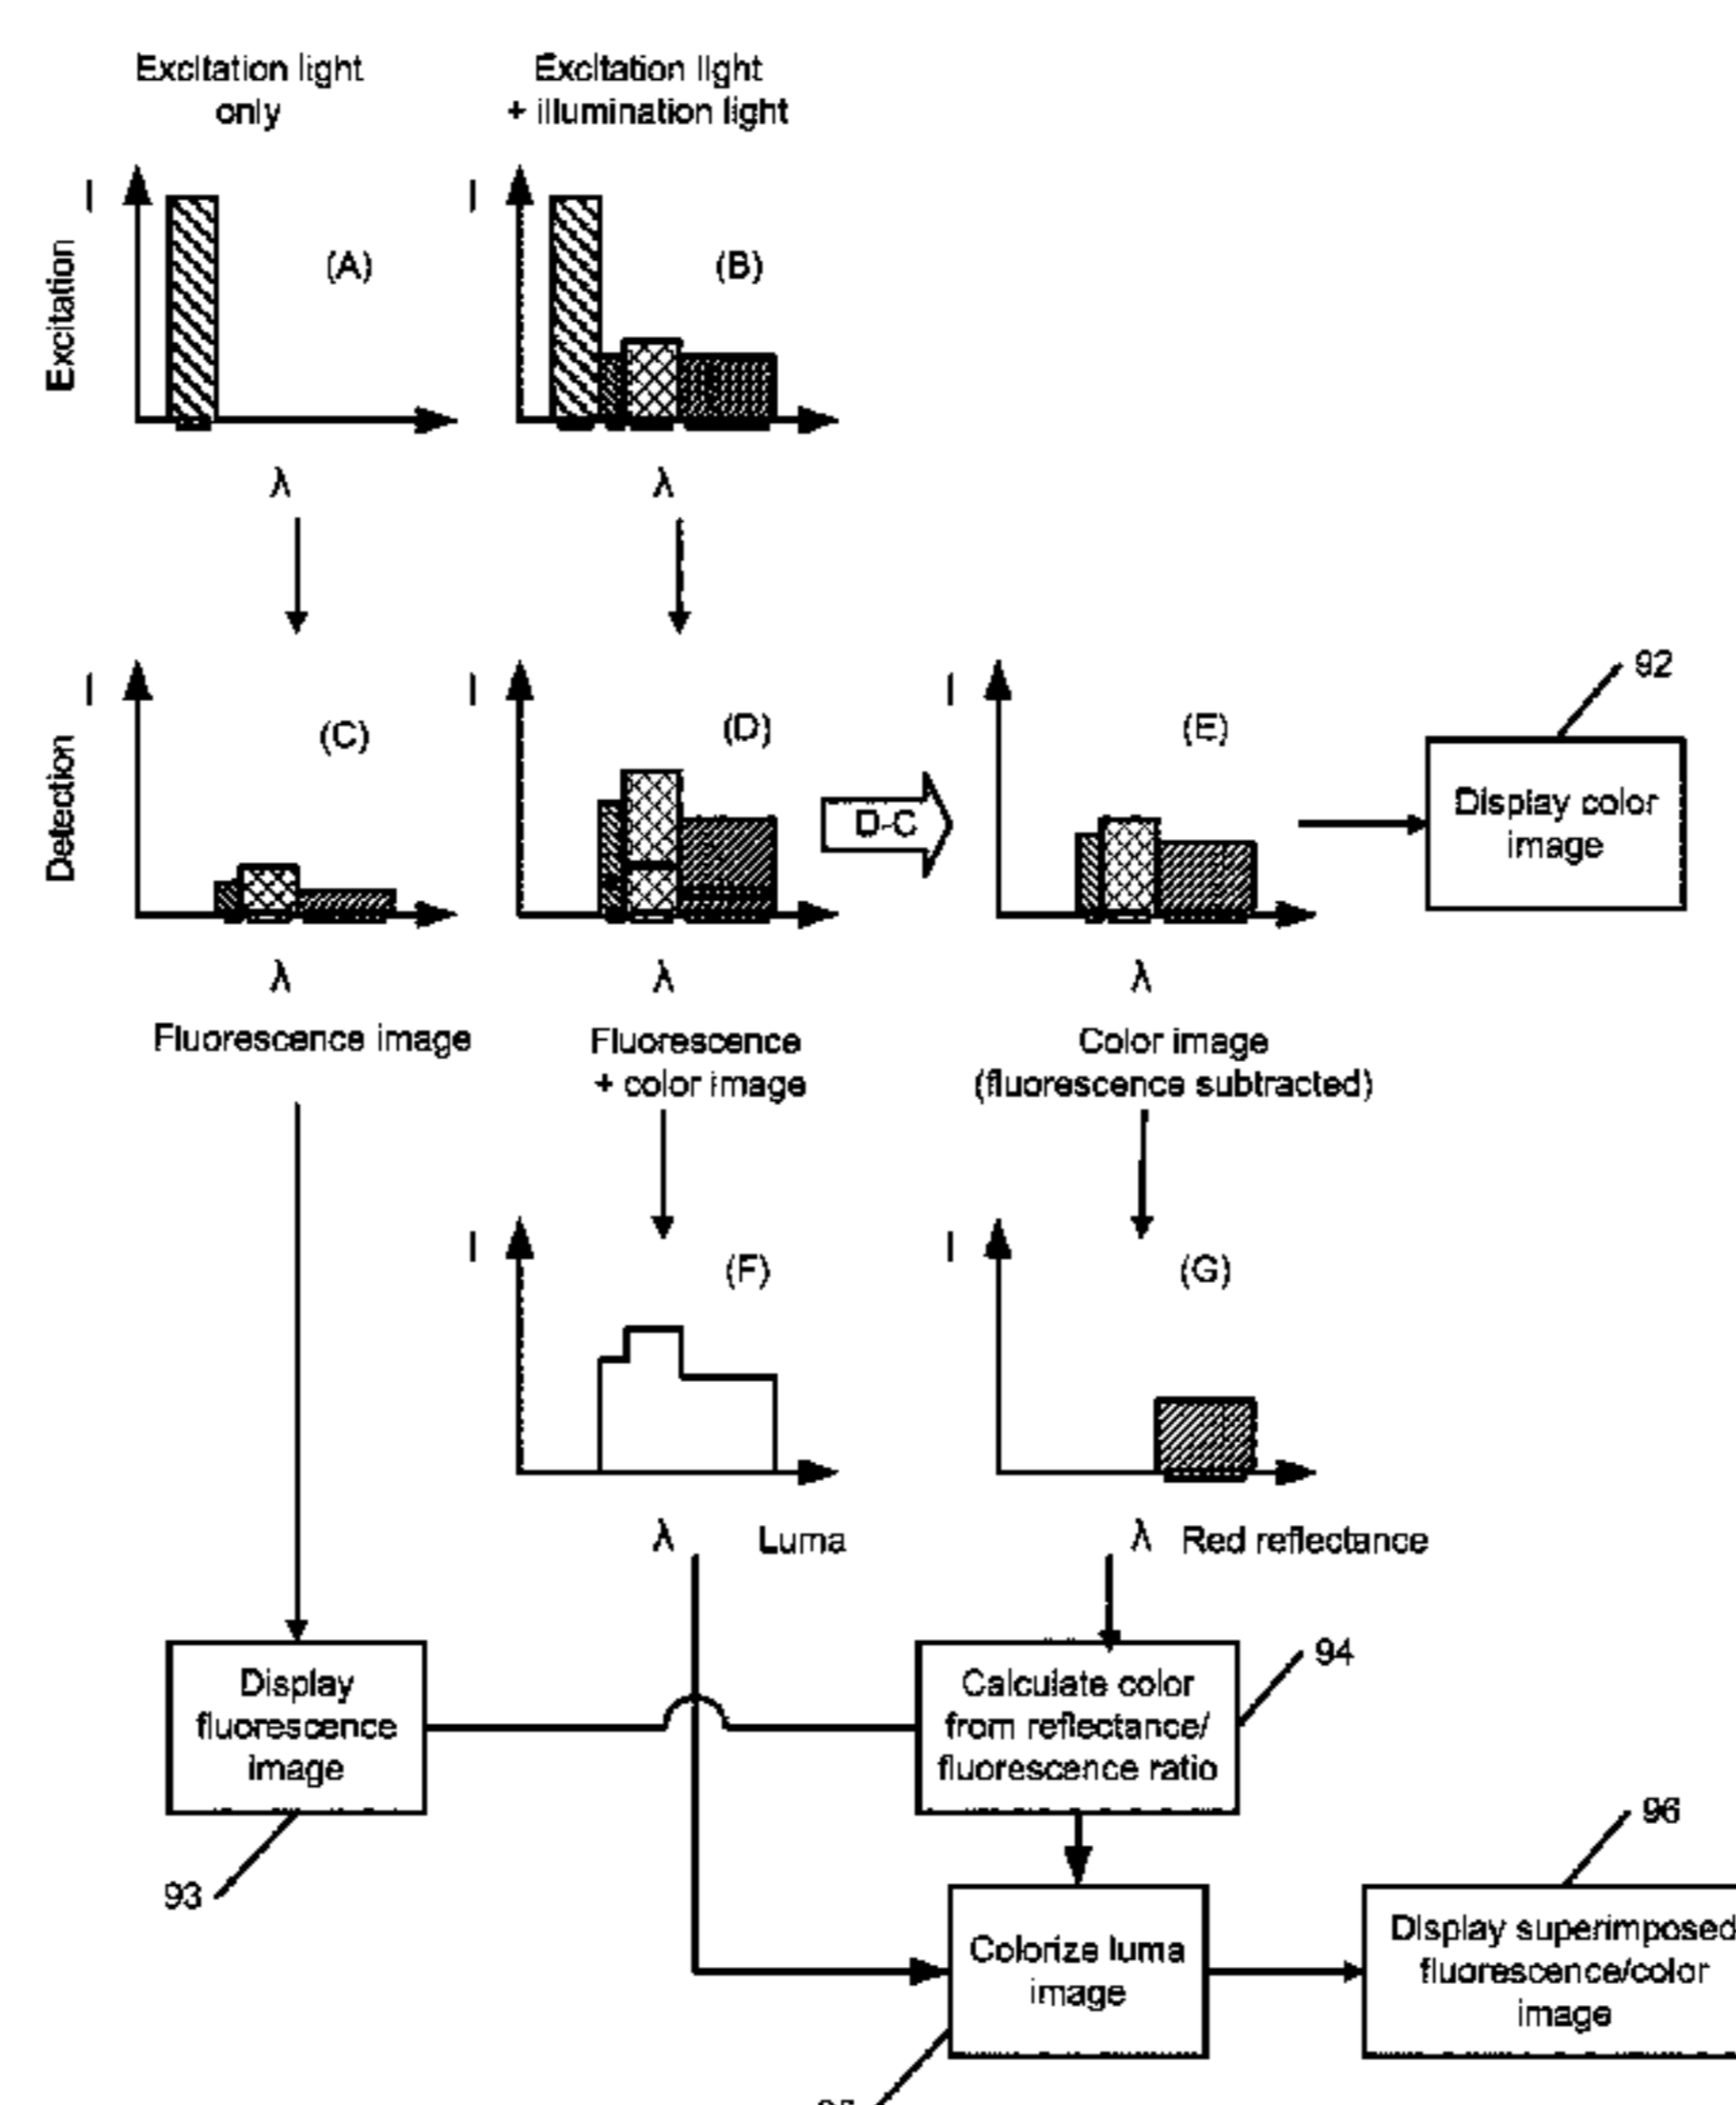 Excitation light
only
Excitation light
+ illumination light
Excitation
I
(A)
λ
I
(B)
λ
Detection
I
(C)
λ
Fluorescence image
I
(D)
λ
Fluorescence
+ color image
D-C
I
(E)
λ
Color image
(fluorescence subtracted)
92
Display color
image
I
(F)
λ
Luma
I
(G)
λ
Red reflectance
Display
fluorescence
image
93
Calculate color
from reflectance/
fluorescence ratio
94
Colorize luma
image
96
Display superimposed
fluorescence/color
image